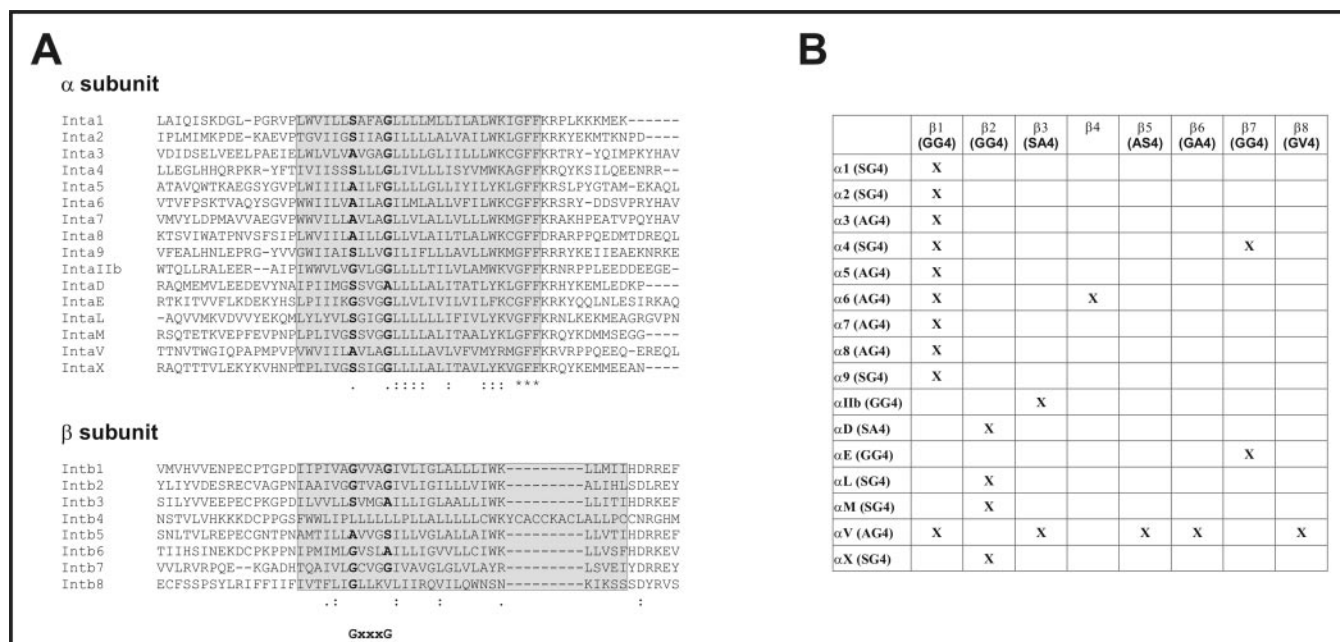 A
α subunit
Inta1 LAIQISKDGL-PGRVPLWVILLSAFAGLLLLMLLILALWKIGFFKRPLKKKMEK------
Inta2 IPLMIMKPDE-KAEVPTGVIIGSIIAGILLLLALVAILWKLGFFKRKYEKMTKNPD----
Inta3 VDIDSELVEELPAEIELWLVLVAVGAGLLLLGLIILLLWKCGFFKRTRY-YQIMPKYHAV
Inta4 LLEGLHHQRPKR-YFTIVIISSSLLLGLIVLLLISYVMWKAGFFKRQYKSILQEENRR--
Inta5 ATAVQWTKAEGSYGVPLWIIILAILFGLLLLGLLIYILYKLGFFKRSLPYGTAM-EKAQL
Inta6 VTVFPSKTVAQYSGVPWWIILVAILAGILMLALLVFILWKCGFFKRSRY-DDSVPRYHAV
Inta7 VMVYLDPMAVVAEGVPWWVILLAVLAGLLVLALLVLLLWKMGFFKRAKHPEATVPQYHAV
Inta8 KTSVIWATPNVSFSIPLWVIILAILLGLLVLAILTLALWKCGFFDRARPPQEDMTDREQL
Inta9 VFEALHNLEPRG-YVVGWIIAISLLVGILIFLLLAVLLWKMGFFRRRYKEIIEAEKNRKE
IntaIIb WTQLLRALEER--AIPIWWVLVGVLGGLLLLTILVLAMWKVGFFKRNRPPLEEDDEEGE-
IntaD RAQMEMVLEEDEVYNAIPIIMGSSVGALLLLALITATLYKLGFFKRHYKEMLEDKP----
IntaE RTKITVVFLKDEKYHSLPIIIKGSVGGLLVLIVILVILFKCGFFKRKYQQLNLESIRKAQ
IntaL -AQVVMKVDVVYEKQMLYLYVLSGIGGLLLLLLIFIVLYKVGFFKRNLKEKMEAGRGVPN
IntaM RSQTETKVEPFEVPNPLPLIVGSSVGGLLLLALITAALYKLGFFKRQYKDMMSEGG----
IntaV TTNVTWGIQPAPMPVPVWVIILAVLAGLLLLAVLVFVMYRMGFFKRVRPPQEEQ-EREQL
IntaX RAQTTTVLEKYKVHNPTPLIVGSSIGGLLLLALITAVLYKVGFFKRQYKEMMEEAN----
. .:::: : ::: ***
β subunit
Intb1 VMVHVVENPECPTGPDIIPIVAGVVAGIVLIGLALLLIWK---------LLMIIHDRREF
Intb2 YLIYVDESRECVAGPNIAAIVGGTVAGIVLIGILLLVIWK---------ALIHLSDLREY
Intb3 SILYVVEEPECPKGPDILVVLLSVMGAILLIGLAALLIWK---------LLITIHDRKEF
Intb4 NSTVLVHKKKDCPPGSFWWLIPLLLLLLPLLALLLLLCWKYCACCKACLALLPCCNRGHM
Intb5 SNLTVLREPECGNTPNAMTILLAVVGSILLVGLALLAIWK---------LLVTIHDRREF
Intb6 TIIHSINEKDCPKPPNIPMIMLGVSLAILLIGVVLLCIWK---------LLVSFHDRKEV
Intb7 VVLRVRPQE--KGADHTQAIVLGCVGGIVAVGLGLVLAYR---------LSVEIYDRREY
Intb8 ECFSSPSYLRIFFIIFIVTFLIGLLKVLIIRQVILQWNSN---------KIKSSSDYRVS
.: : : . :
GxxxG
B
β1 (GG4) β2 (GG4) β3 (SA4) β4 β5 (AS4) β6 (GA4) β7 (GG4) β8 (GV4)
α1 (SG4) X
α2 (SG4) X
α3 (AG4) X
α4 (SG4) X X
α5 (AG4) X
α6 (AG4) X X
α7 (AG4) X
α8 (AG4) X
α9 (SG4) X
αIIb (GG4) X
αD (SA4) X
αE (GG4) X
αL (SG4) X
αM (SG4) X
αV (AG4) X X X X X
αX (SG4) X